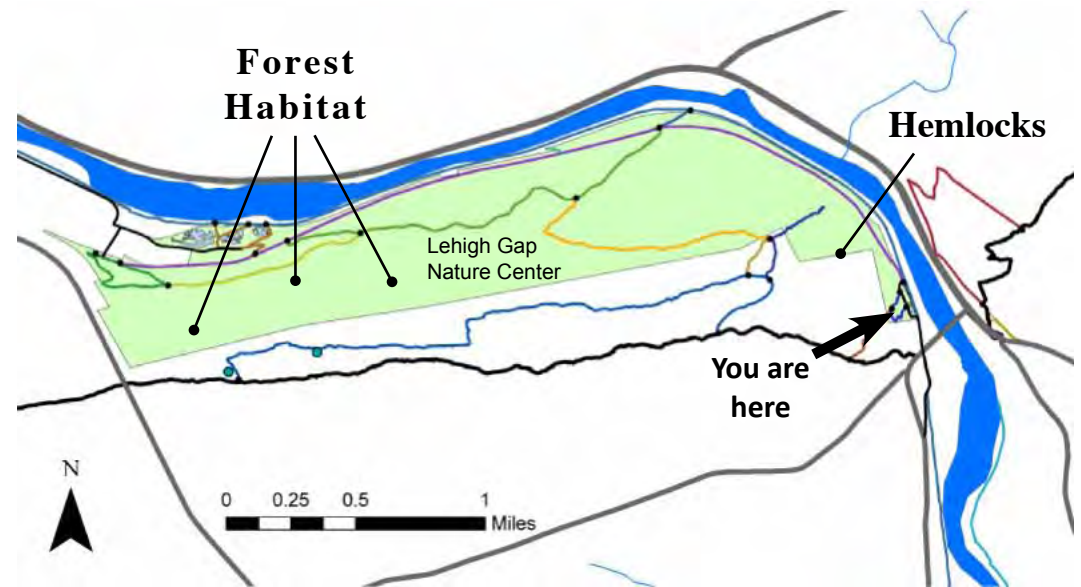 Forest
Habitat
Hemlocks
Lehigh Gap
Nature Center
You are
here
N
0 0.25 0.5 1
Miles